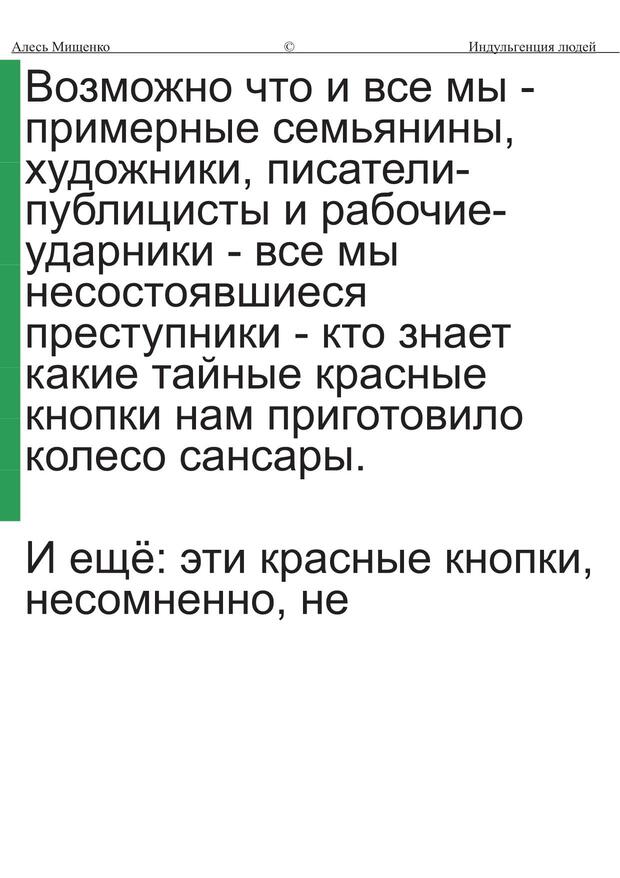 Алесь Мищенко © Индульгенция людей
Возможно что и все мы -
примерные семьянины,
художники, писатели-
публицисты и рабочие-
ударники - все мы
несостоявшиеся
преступники - кто знает
какие тайные красные
кнопки нам приготовило
колесо сансары.
И ещё: эти красные кнопки,
несомненно, не